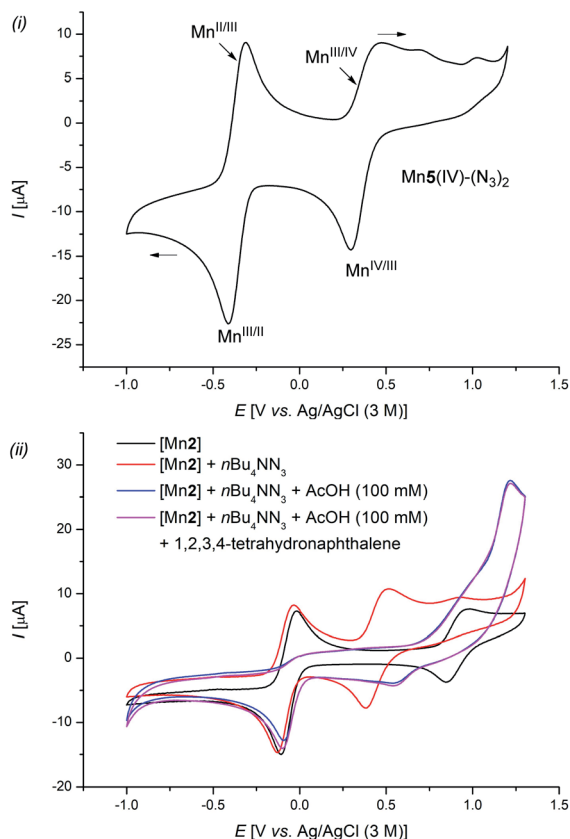 (i)
Mn^II/III
Mn^III/IV
Mn5(IV)-(N₃)₂
Mn^IV/III
Mn^III/II
I [µA]
10
5
0
-5
-10
-15
-20
-25
-1.0 -0.5 0.0 0.5 1.0 1.5
E [V vs. Ag/AgCl (3 M)]
(ii)
[Mn2]
[Mn2] + nBu₄NN₃
[Mn2] + nBu₄NN₃ + AcOH (100 mM)
[Mn2] + nBu₄NN₃ + AcOH (100 mM)
+ 1,2,3,4-tetrahydronaphthalene
I [µA]
30
20
10
0
-10
-20
-1.0 -0.5 0.0 0.5 1.0 1.5
E [V vs. Ag/AgCl (3 M)]